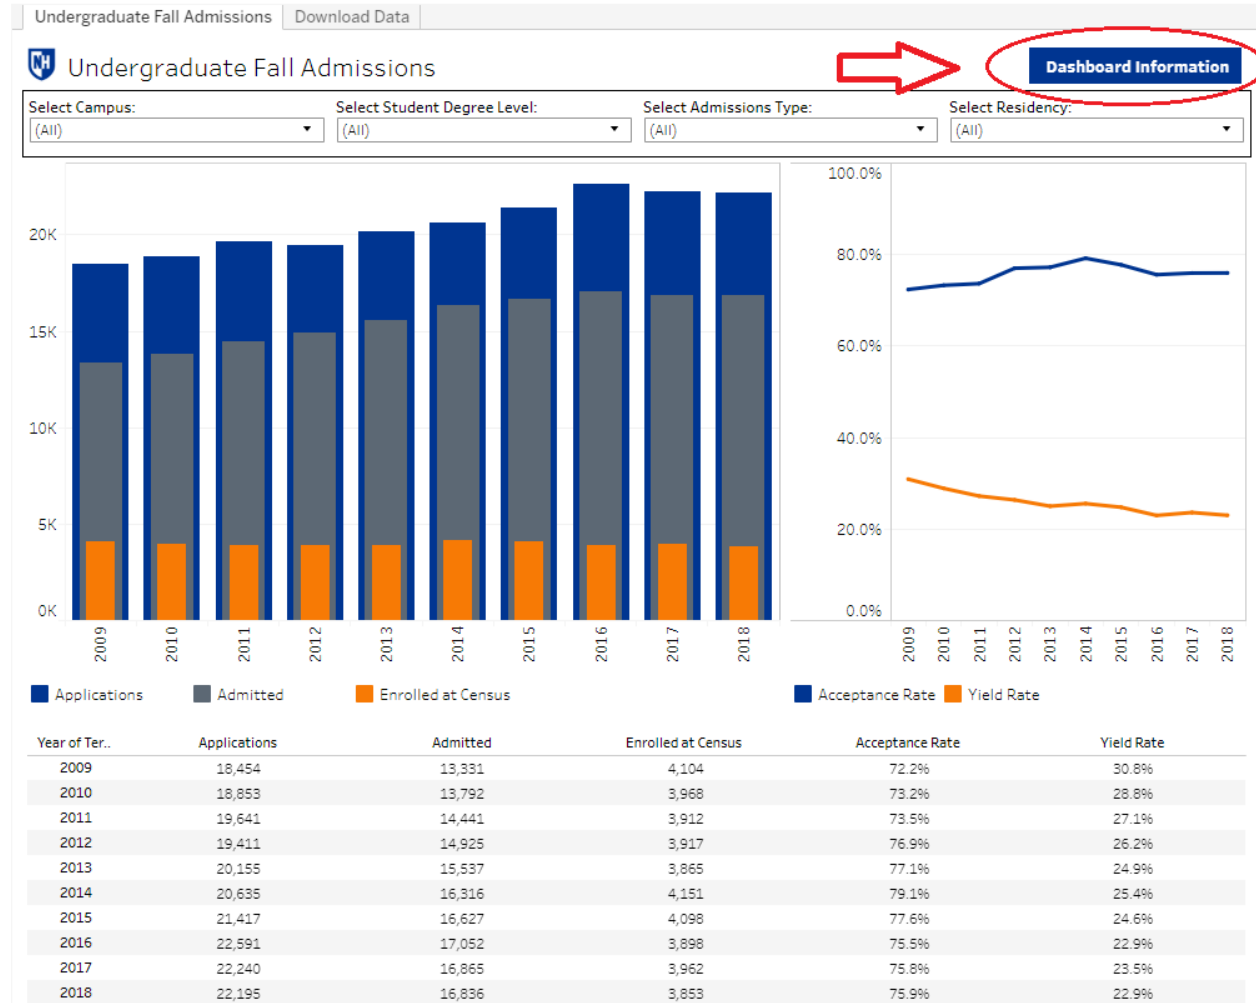 Undergraduate Fall Admissions Download Data
NH Undergraduate Fall Admissions
Dashboard Information
Select Campus: Select Student Degree Level: Select Admissions Type: Select Residency:
(All) (All) (All) (All)
20K
15K
10K
5K
0K
2009 2010 2011 2012 2013 2014 2015 2016 2017 2018
Applications Admitted Enrolled at Census
100.0%
80.0%
60.0%
40.0%
20.0%
0.0%
2009 2010 2011 2012 2013 2014 2015 2016 2017 2018
Acceptance Rate Yield Rate
Year of Ter.. Applications Admitted Enrolled at Census Acceptance Rate Yield Rate
2009 18,454 13,331 4,104 72.2% 30.8%
2010 18,853 13,792 3,968 73.2% 28.8%
2011 19,641 14,441 3,912 73.5% 27.1%
2012 19,411 14,925 3,917 76.9% 26.2%
2013 20,155 15,537 3,865 77.1% 24.9%
2014 20,635 16,316 4,151 79.1% 25.4%
2015 21,417 16,627 4,098 77.6% 24.6%
2016 22,591 17,052 3,898 75.5% 22.9%
2017 22,240 16,865 3,962 75.8% 23.5%
2018 22,195 16,836 3,853 75.9% 22.9%